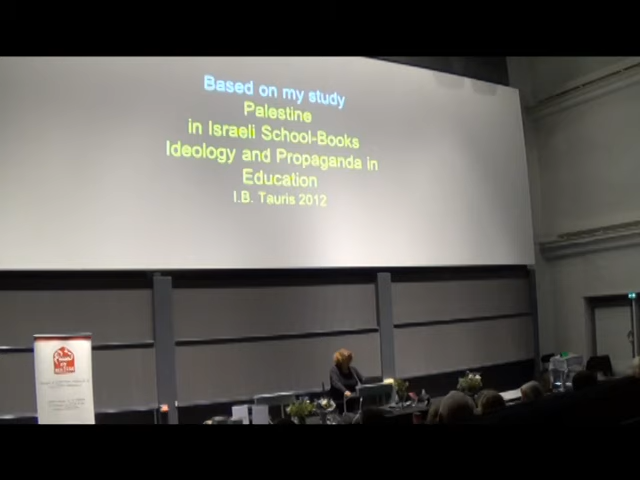 Based on my study
Palestine
in Israeli School-Books
Ideology and Propaganda in
Education
I.B. Tauris 2012